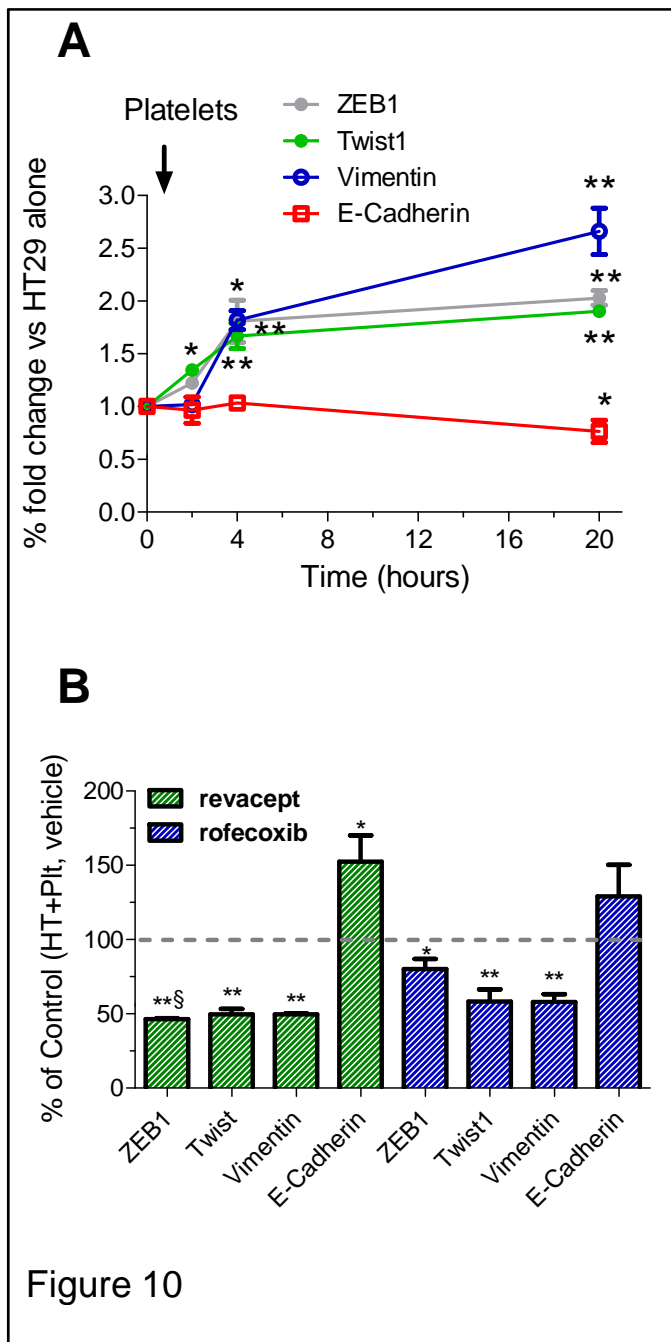 A
Platelets
ZEB1
Twist1
Vimentin
E-Cadherin
% fold change vs HT29 alone
3.0
2.5
2.0
1.5
1.0
0.5
0.0
**
**
**
*
*
*
**
**
0
4
8
12
16
20
Time (hours)
B
% of Control (HT+Plt, vehicle)
200
150
100
50
0
revacept
rofecoxib
**§
**
**
*
*
**
**
ZEB1
Twist
Vimentin
E-Cadherin
ZEB1
Twist1
Vimentin
E-Cadherin
Figure 10